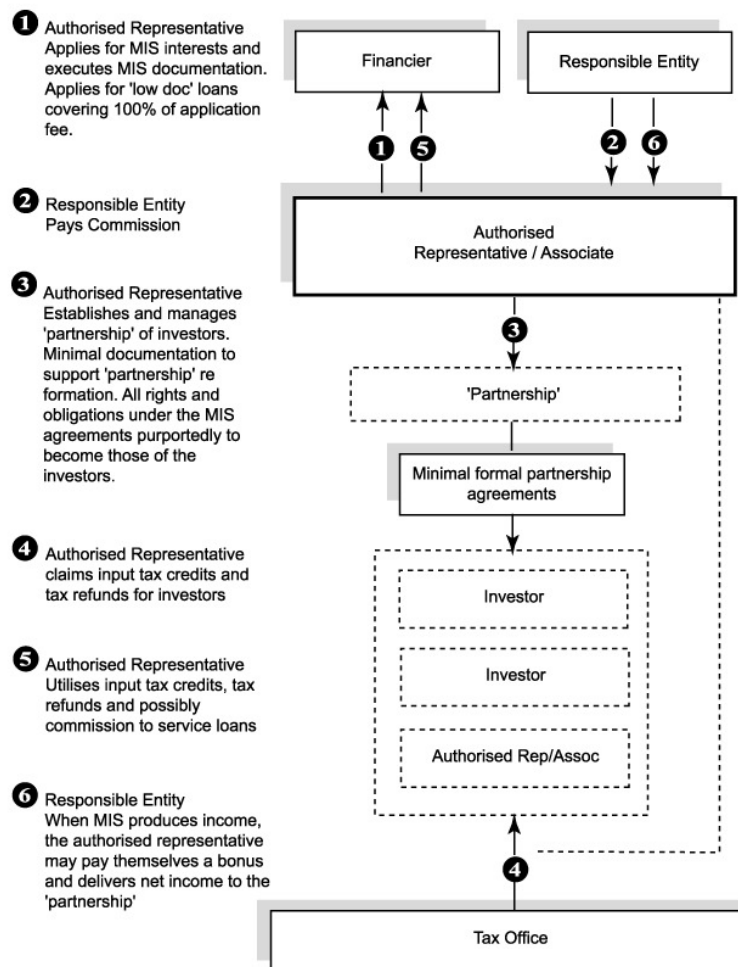 1 Authorised Representative
Applies for MIS interests and
executes MIS documentation.
Applies for 'low doc' loans
covering 100% of application
fee.
2 Responsible Entity
Pays Commission
3 Authorised Representative
Establishes and manages
'partnership' of investors.
Minimal documentation to
support 'partnership' re
formation. All rights and
obligations under the MIS
agreements purportedly to
become those of the
investors.
4 Authorised Representative
claims input tax credits and
tax refunds for investors
5 Authorised Representative
Utilises input tax credits, tax
refunds and possibly
commission to service loans
6 Responsible Entity
When MIS produces income,
the authorised representative
may pay themselves a bonus
and delivers net income to the
'partnership'
Financier
Responsible Entity
1
5
2
6
Authorised
Representative / Associate
3
'Partnership'
Minimal formal partnership
agreements
Investor
Investor
Authorised Rep/Assoc
4
Tax Office